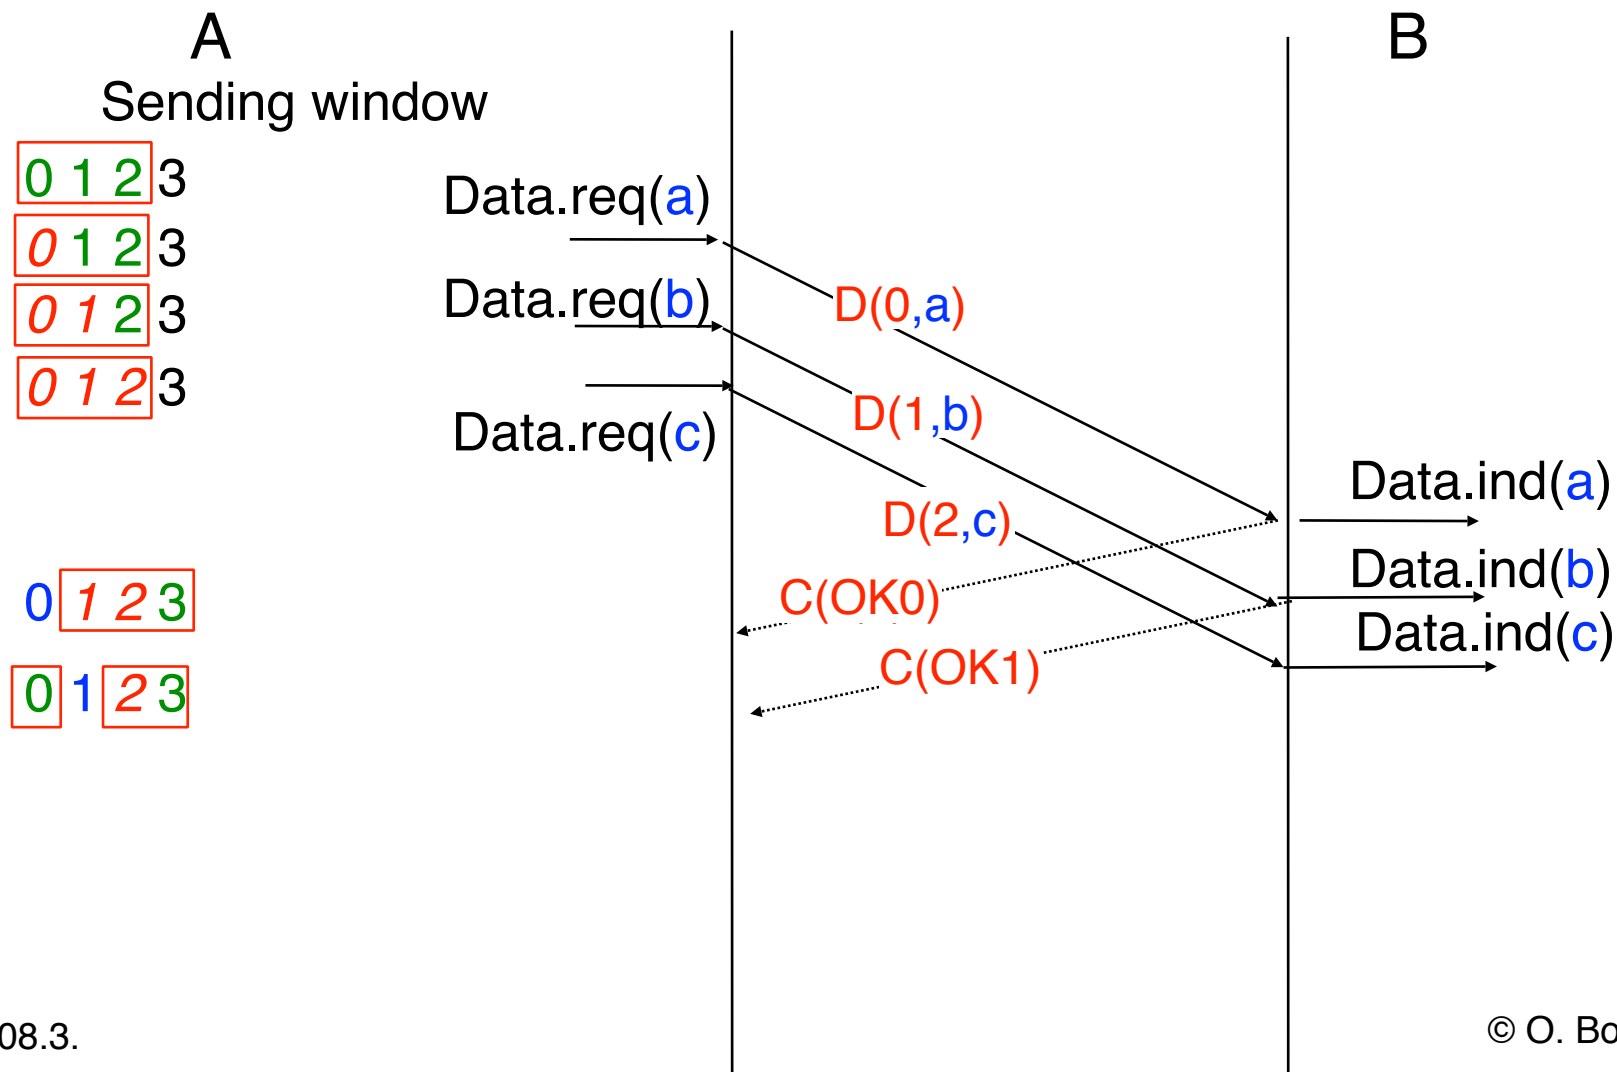 A
B
Sending window
0 1 2 3
Data.req(a)
0 1 2 3
Data.req(b)
D(0,a)
0 1 2 3
0 1 2 3
D(1,b)
Data.req(c)
Data.ind(a)
D(2,c)
Data.ind(b)
0 1 2 3
C(OK0)
Data.ind(c)
C(OK1)
0 1 2 3
08.3.
© O. Bo